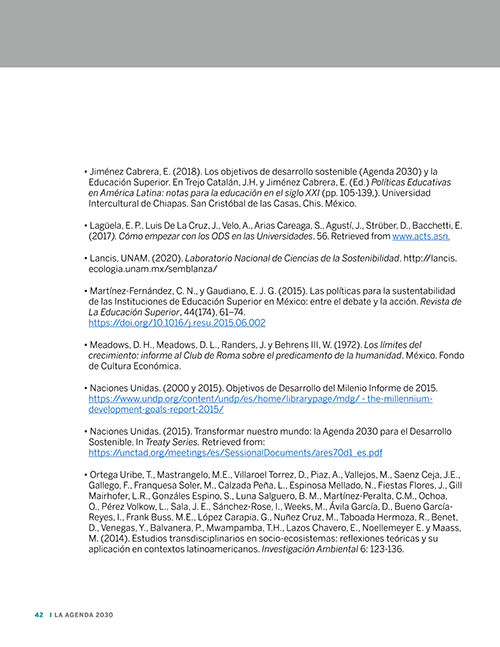 • Jiménez Cabrera, E. (2018). Los objetivos de desarrollo sostenible (Agenda 2030) y la
Educación Superior. En Trejo Catalán, J.H. y Jiménez Cabrera, E. (Ed.) Políticas Educativas
en América Latina: notas para la educación en el siglo XXI (pp. 105-139,). Universidad
Intercultural de Chiapas. San Cristóbal de las Casas, Chis. México.
• Lagüela, E. P., Luis De La Cruz, J., Velo, A., Arias Careaga, S., Agustí, J., Strüber, D., Bacchetti, E.
(2017). Cómo empezar con los ODS en las Universidades. 56. Retrieved from www.acts.asn.
• Lancis, UNAM. (2020). Laboratorio Nacional de Ciencias de la Sostenibilidad. http://lancis.
ecologia.unam.mx/semblanza/
• Martínez-Fernández, C. N., y Gaudiano, E. J. G. (2015). Las políticas para la sustentabilidad
de las Instituciones de Educación Superior en México: entre el debate y la acción. Revista de
La Educación Superior, 44(174), 61–74.
https://doi.org/10.1016/j.resu.2015.06.002
• Meadows, D. H., Meadows, D. L., Randers, J. y Behrens III, W. (1972). Los límites del
crecimiento: informe al Club de Roma sobre el predicamento de la humanidad. México. Fondo
de Cultura Económica.
• Naciones Unidas. (2000 y 2015). Objetivos de Desarrollo del Milenio Informe de 2015.
https://www.undp.org/content/undp/es/home/librarypage/mdg/ - the-millennium-
development-goals-report-2015/
• Naciones Unidas. (2015). Transformar nuestro mundo: la Agenda 2030 para el Desarrollo
Sostenible. In Treaty Series. Retrieved from:
https://unctad.org/meetings/es/SessionalDocuments/ares70d1_es.pdf
• Ortega Uribe, T., Mastrangelo, M.E., Villaroel Torrez, D., Piaz, A., Vallejos, M., Saenz Ceja, J.E.,
Gallego, F., Franquesa Soler, M., Calzada Peña, L., Espinosa Mellado, N., Fiestas Flores, J., Gill
Mairhofer, L.R., Gonzáles Espino, S., Luna Salguero, B. M., Martínez-Peralta, C.M., Ochoa,
O., Pérez Volkow, L., Sala, J. E., Sánchez-Rose, I., Weeks, M., Ávila García, D., Bueno García-
Reyes, I., Frank Buss, M.E., López Carapia, G., Nuñez Cruz, M., Taboada Hermoza, R., Benet,
D., Venegas, Y., Balvanera, P., Mwampamba, T.H., Lazos Chavero, E., Noellemeyer E. y Maass,
M. (2014). Estudios transdisciplinarios en socio-ecosistemas: reflexiones teóricas y su
aplicación en contextos latinoamericanos. Investigación Ambiental 6: 123-136.
42 I LA AGENDA 2030